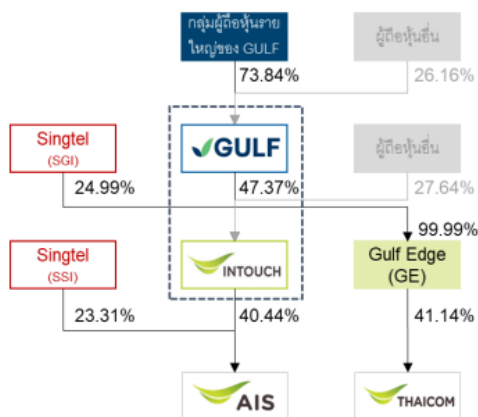 กลุ่มผู้ถือหุ้นราย
ใหญ่ของ GULF
ผู้ถือหุ้นอื่น
73.84%
26.16%
Singtel
(SGI)
GULF
ผู้ถือหุ้นอื่น
24.99%
47.37%
27.64%
99.99%
Singtel
(SSI)
INTOUCH
Gulf Edge
(GE)
23.31%
40.44%
41.14%
AIS
THAICOM